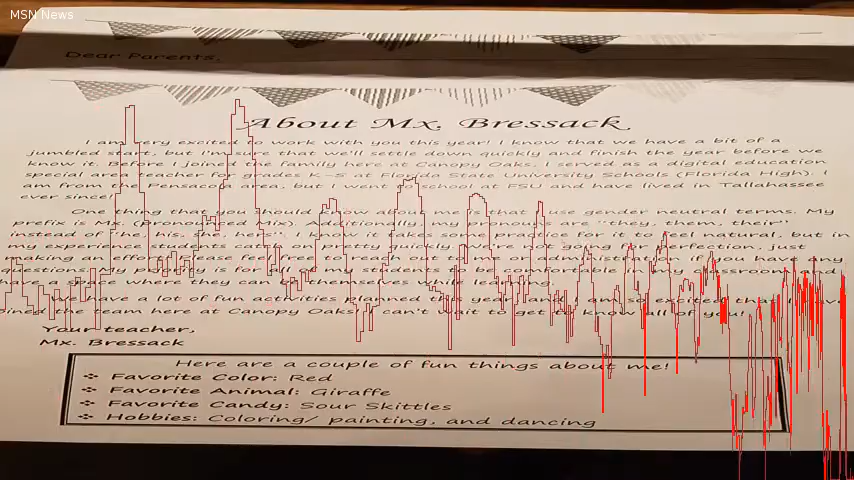 MSN News
Dear Parents,
About Mx. Bressack
I am very excited to work with you this year! I know that we have a bit of a
jumbled start, but I'm sure that we'll settle down quickly and finish the year before we
know it. Before I joined the family here at Canopy Oaks I served as a digital education
special area teacher for grades K-5 at Florida State University Schools (Florida High). I
am from the Pensacola area, but I went to school at FSU and have lived in Tallahassee
ever since!
One thing that you should know about me is that I use gender neutral terms. My
prefix is Mx. (pronounced Mix). Additionally, my pronouns are "they, them, their"
instead of "he, his, she, hers". I know it takes some practice for it to feel natural, but in
my experience students catch on pretty quickly. We're not looking for perfection, just
making an effort. Please feel free to reach out to me or administration if you have any
questions. My priority is for all of my students to be comfortable in my classroom and
have a space where they can be themselves while learning.
We have a lot of fun activities planned this year and I am so excited that I have
joined the team here at Canopy Oaks! I can't wait to get to know all of you!
Your teacher,
Mx. Bressack
Here are a couple of fun things about me!
❖ Favorite Color: Red
❖ Favorite Animal: Giraffe
❖ Favorite Candy: Sour Skittles
❖ Hobbies: Coloring/ painting, and dancing